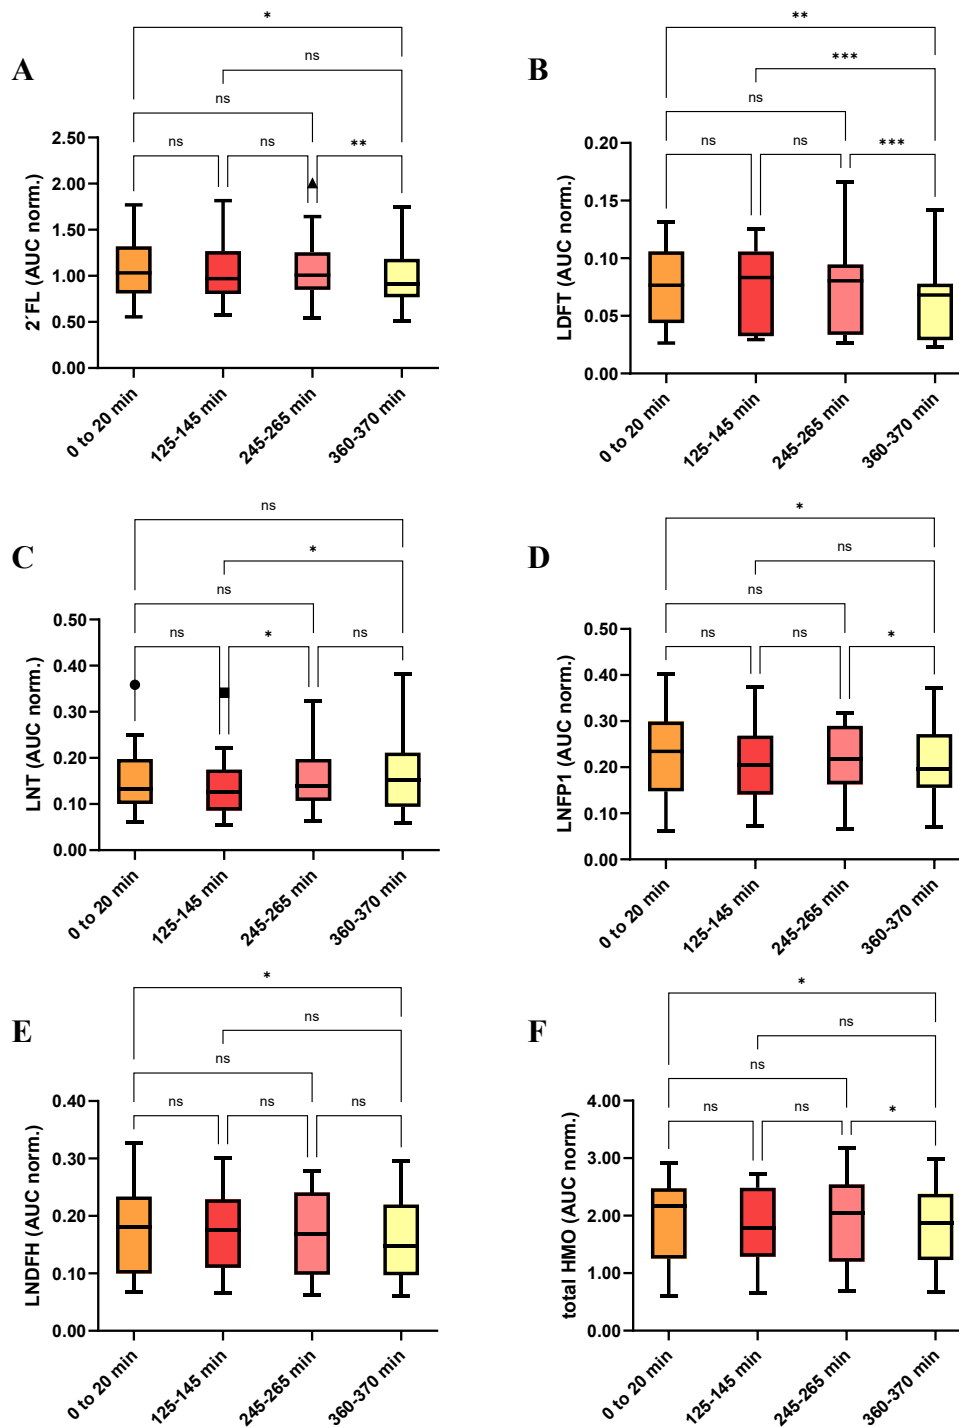 A
*
ns
ns
ns
ns
**
2´FL (AUC norm.)
2.50
2.00
1.50
1.00
0.50
0.00
0 to 20 min
125-145 min
245-265 min
360-370 min
B
**
***
ns
ns
ns
***
LDFT (AUC norm.)
0.20
0.15
0.10
0.05
0.00
0 to 20 min
125-145 min
245-265 min
360-370 min
C
ns
*
ns
ns
*
ns
LNT (AUC norm.)
0.50
0.40
0.30
0.20
0.10
0.00
0 to 20 min
125-145 min
245-265 min
360-370 min
D
*
ns
ns
ns
ns
*
LNFP1 (AUC norm.)
0.50
0.40
0.30
0.20
0.10
0.00
0 to 20 min
125-145 min
245-265 min
360-370 min
E
*
ns
ns
ns
ns
ns
LNDFH (AUC norm.)
0.40
0.30
0.20
0.10
0.00
0 to 20 min
125-145 min
245-265 min
360-370 min
F
*
ns
ns
ns
ns
*
total HMO (AUC norm)
4.00
3.00
2.00
1.00
0.00
0 to 20 min
125-145 min
245-265 min
360-370 min